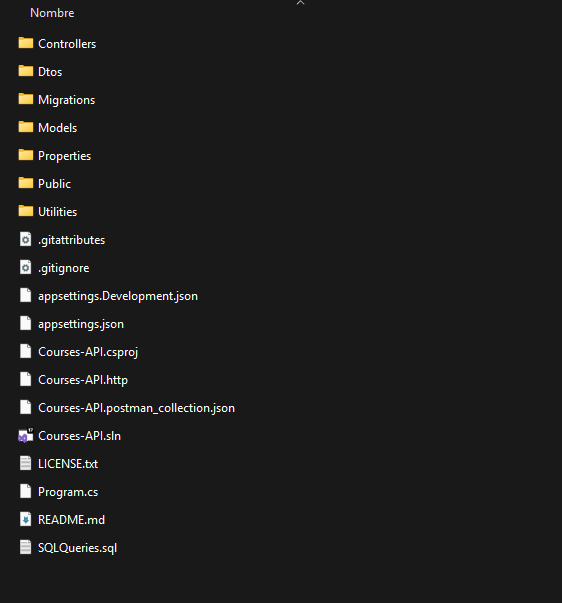 Nombre
Controllers
Dtos
Migrations
Models
Properties
Public
Utilities
.gitattributes
.gitignore
appsettings.Development.json
appsettings.json
Courses-API.csproj
Courses-API.http
Courses-API.postman_collection.json
Courses-API.sln
LICENSE.txt
Program.cs
README.md
SQLQueries.sql